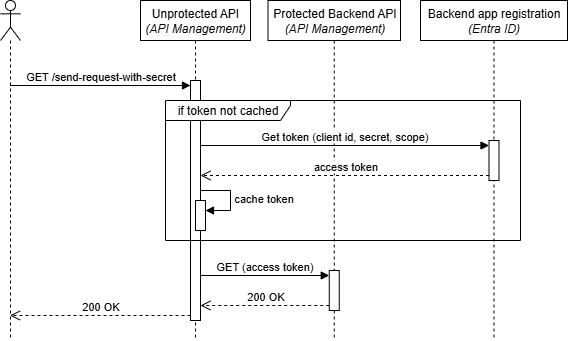 Unprotected API
(API Management)
Protected Backend API
(API Management)
Backend app registration
(Entra ID)
GET /send-request-with-secret
if token not cached
Get token (client id, secret, scope)
access token
cache token
GET (access token)
200 OK
200 OK